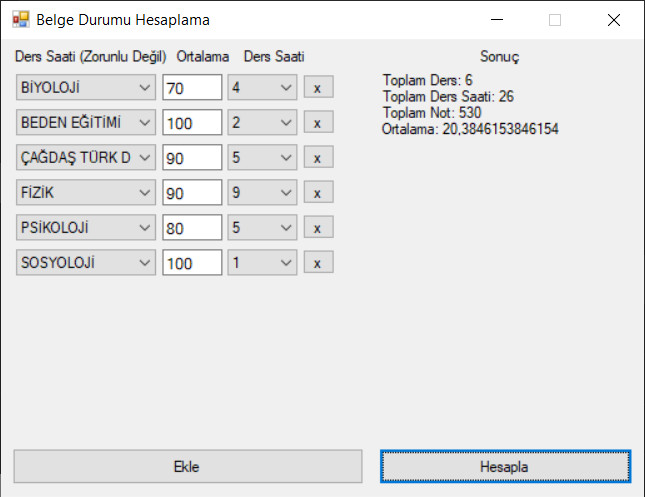 Belge Durumu Hesaplama
Ders Saati (Zorunlu Değil) Ortalama Ders Saati Sonuç
BİYOLOJİ 70 4 x
BEDEN EĞİTİMİ 100 2 x
ÇAĞDAŞ TÜRK D 90 5 x
FİZİK 90 9 x
PSİKOLOJİ 80 5 x
SOSYOLOJİ 100 1 x
Toplam Ders: 6
Toplam Ders Saati: 26
Toplam Not: 530
Ortalama: 20,3846153846154
Ekle Hesapla